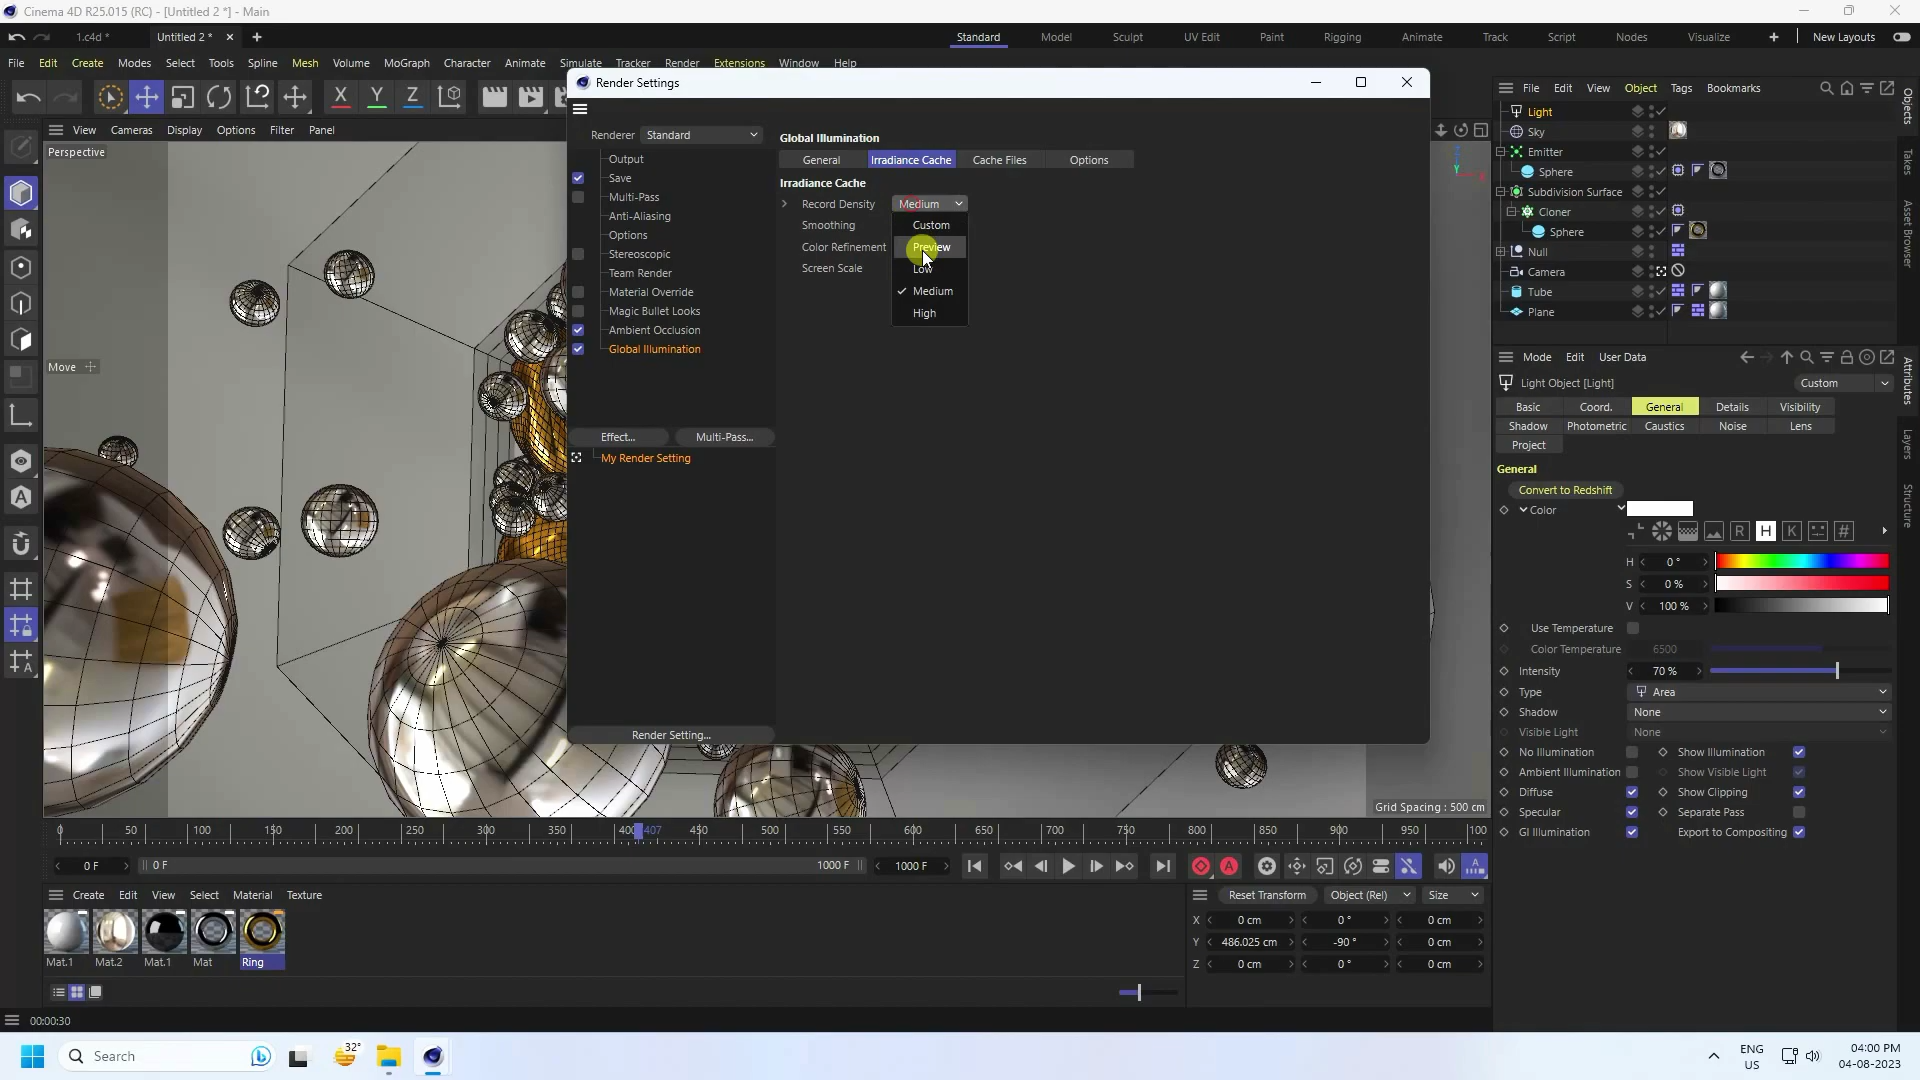 Cinema 4D R25.015 (RC) - [Untitled 2 *] - Main
1.c4d *
Untitled 2 *
Standard
Model
Sculpt
UV Edit
Paint
Rigging
Animate
Track
Script
Nodes
Visualize
New Layouts
File
Edit
Create
Modes
Select
Tools
Spline
Mesh
Volume
MoGraph
Character
Animate
Simulate
Tracker
Render
Extensions
Window
Help
View
Cameras
Display
Options
Filter
Panel
Perspective
Move
Grid Spacing : 500 cm
Render Settings
Renderer
Standard
Output
Save
Multi-Pass
Anti-Aliasing
Options
Stereoscopic
Team Render
Material Override
Magic Bullet Looks
Ambient Occlusion
Global Illumination
Effect...
Multi-Pass...
My Render Setting
Render Setting...
Global Illumination
General
Irradiance Cache
Cache Files
Options
Irradiance Cache
Record Density
Medium
Smoothing
Color Refinement
Screen Scale
Custom
Preview
Low
Medium
High
File
Edit
View
Object
Tags
Bookmarks
Light
Sky
Emitter
Sphere
Subdivision Surface
Cloner
Sphere
Null
Camera
Tube
Plane
Objects
Takes
Asset Browser
Attributes
Layers
Structure
Mode
Edit
User Data
Light Object [Light]
Custom
Basic
Coord.
General
Details
Visibility
Shadow
Photometric
Caustics
Noise
Lens
Project
General
Convert to Redshift
Color
R
H
K
#
H
0 °
S
0 %
V
100 %
Use Temperature
Color Temperature
6500
Intensity
70 %
Type
Area
Shadow
None
Visible Light
None
No Illumination
Show Illumination
Ambient Illumination
Show Visible Light
Diffuse
Show Clipping
Specular
Separate Pass
GI Illumination
Export to Compositing
0
50
100
150
200
250
300
350
400
407
450
500
550
600
650
700
750
800
850
900
950
100
0 F
0 F
1000 F
1000 F
Create
Edit
View
Select
Material
Texture
Mat.1
Mat.2
Mat.1
Mat
Ring
Reset Transform
Object (Rel)
Size
X
0 cm
0 °
0 cm
Y
486.025 cm
-90 °
0 cm
Z
0 cm
0 °
0 cm
00:00:30
Search
32°
ENG
US
04:00 PM
04-08-2023